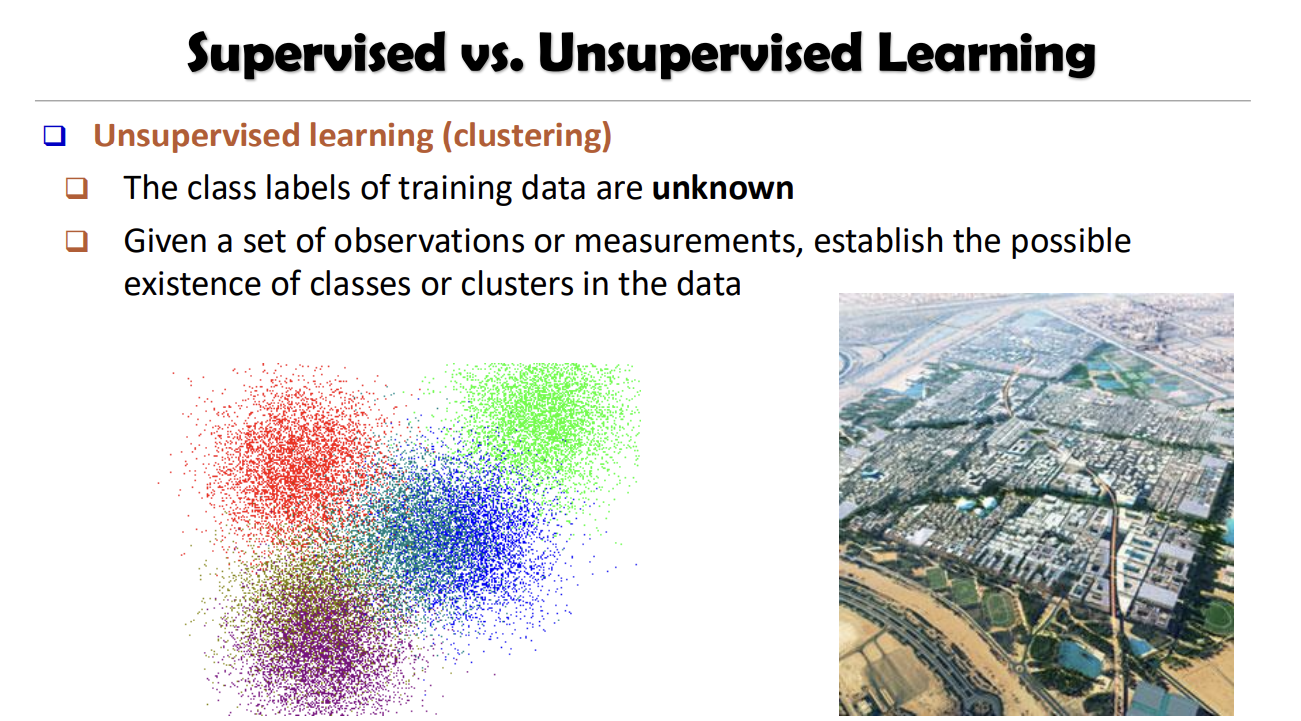 Supervised vs. Unsupervised Learning
Unsupervised learning (clustering)
The class labels of training data are unknown
Given a set of observations or measurements, establish the possible
existence of classes or clusters in the data